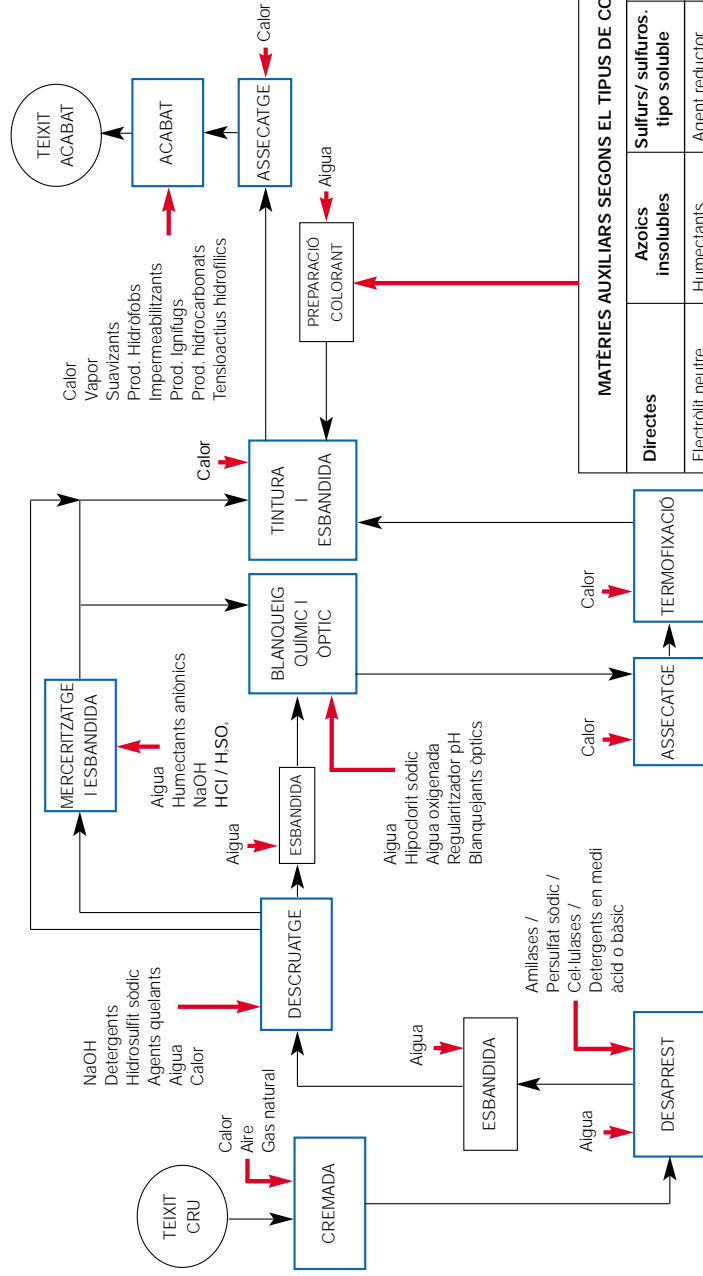 TEIXIT
CRU
Calor
Aire
Gas natural
CREMADA
Aigua
Amilases /
Persulfat sòdic /
Cel·lulases /
Detergents en medi
àcid o bàsic
DESAPREST
Aigua
ESBANDIDA
NaOH
Detergents
Hidrosulfit sòdic
Agents quelants
Aigua
Calor
DESCRUATGE
Aigua
ESBANDIDA
MERCERITZATGE
I ESBANDIDA
Aigua
Humectants aniònics
NaOH
HCl / H₂SO₄
BLANQUEIG
QUÍMIC I
ÒPTIC
Aigua
Hipoclorit sòdic
Aigua oxigenada
Regularitzador pH
Blanquejants òptics
Calor
ASSECATGE
Calor
TERMOFIXACIÓ
Calor
TINTURA
I
ESBANDIDA
Aigua
PREPARACIÓ
COLORANT
Calor
ASSECATGE
Calor
Vapor
Suavizants
Prod. Hidròfobs
Impermeabilitzants
Prod. Ignífugs
Prod. hidrocarbonats
Tensioactius hidrofílics
ACABAT
TEIXIT
ACABAT
MATÈRIES AUXILIARS SEGONS EL TIPUS DE CO
Directes
Azoics
insolubles
Sulfurs/ sulfuros.
tipo soluble
Electròlit neutre
Humectants
Agent reductor